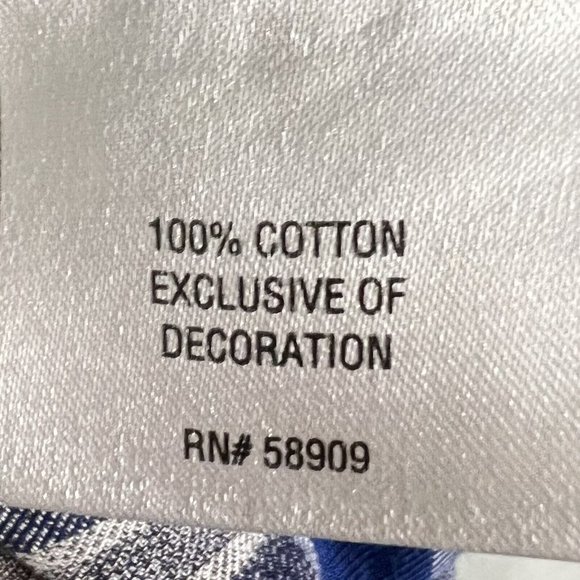 100% COTTON
EXCLUSIVE OF
DECORATION
RN# 58909